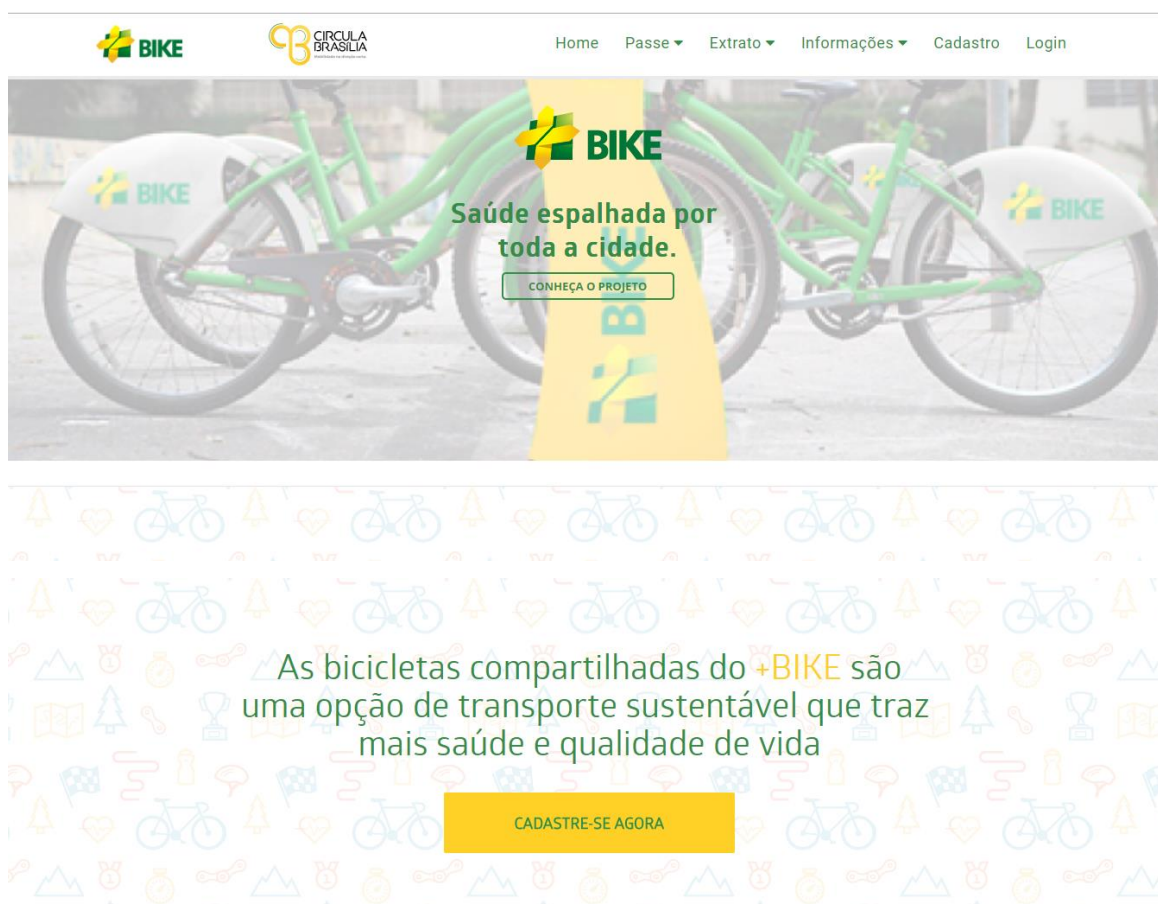 BIKE
CIRCULA
BRASÍLIA
Home Passe Extrato Informações Cadastro Login
BIKE
BIKE
BIKE
Saúde espalhada por
toda a cidade.
CONHEÇA O PROJETO
BIKE
As bicicletas compartilhadas do +BIKE são
uma opção de transporte sustentável que traz
mais saúde e qualidade de vida
CADASTRE-SE AGORA